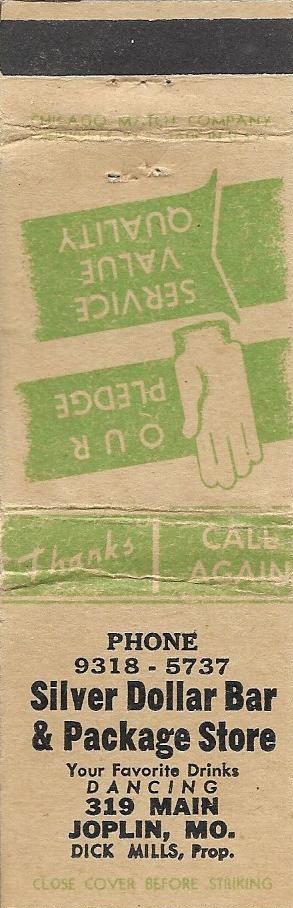 CHICAGO MATCH COMPANY
OUR
PLEDGE
SERVICE
VALUE
QUALITY
Thanks
CALL
AGAIN
PHONE
9318 - 5737
Silver Dollar Bar
& Package Store
Your Favorite Drinks
DANCING
319 MAIN
JOPLIN, MO.
DICK MILLS, Prop.
CLOSE COVER BEFORE STRIKING